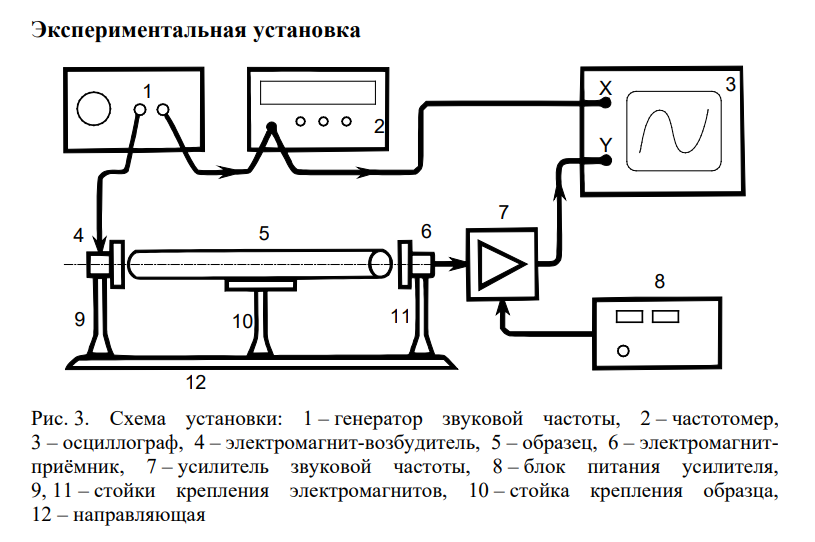 Экспериментальная установка
1
2
X
3
Y
4
5
6
7
8
9
10
11
12
Рис. 3. Схема установки: 1 – генератор звуковой частоты, 2 – частотомер,
3 – осциллограф, 4 – электромагнит-возбудитель, 5 – образец, 6 – электромагнит-
приёмник, 7 – усилитель звуковой частоты, 8 – блок питания усилителя,
9, 11 – стойки крепления электромагнитов, 10 – стойка крепления образца,
12 – направляющая